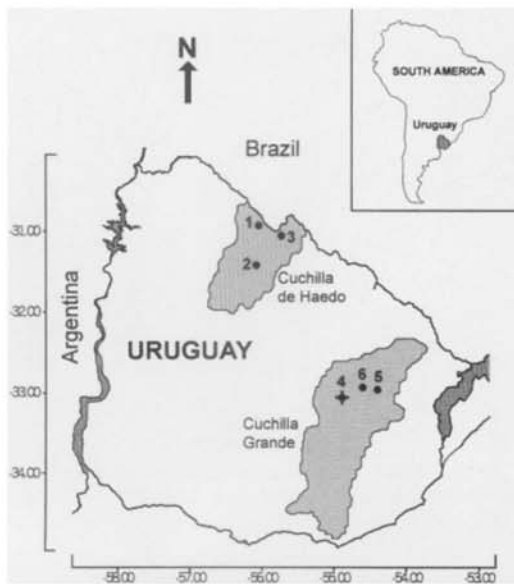 N
SOUTH AMERICA
Uruguay
Brazil
-31.00
-32.00
-33.00
-34.00
Argentina
1
3
2
Cuchilla
de Haedo
URUGUAY
4
6
5
Cuchilla
Grande
-58.00
-57.00
-56.00
-55.00
-54.00
-53.00